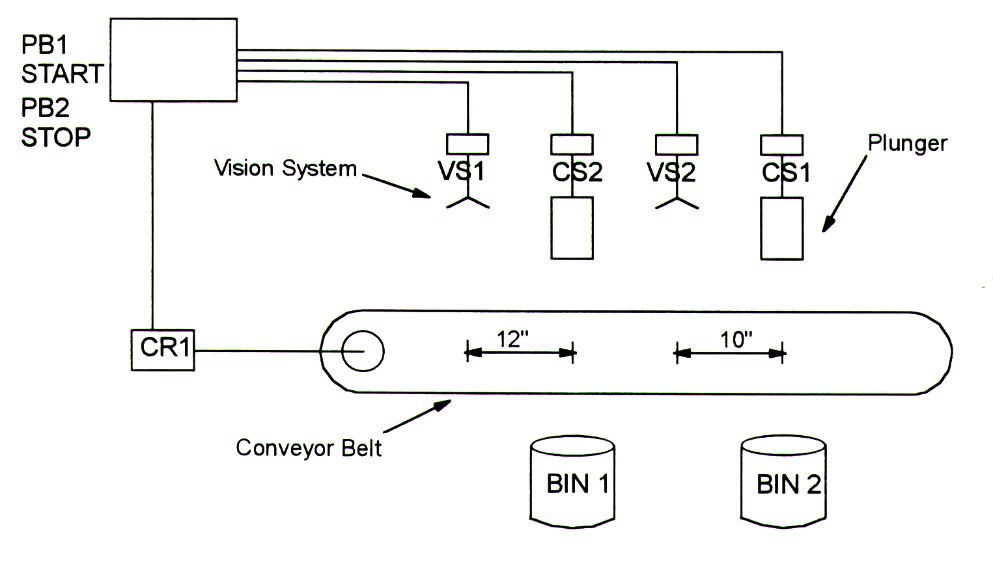 PB1
START
PB2
STOP
Plunger
Vision System
VS1
CS2
VS2
CS1
CR1
12"
10"
Conveyor Belt
BIN 1
BIN 2